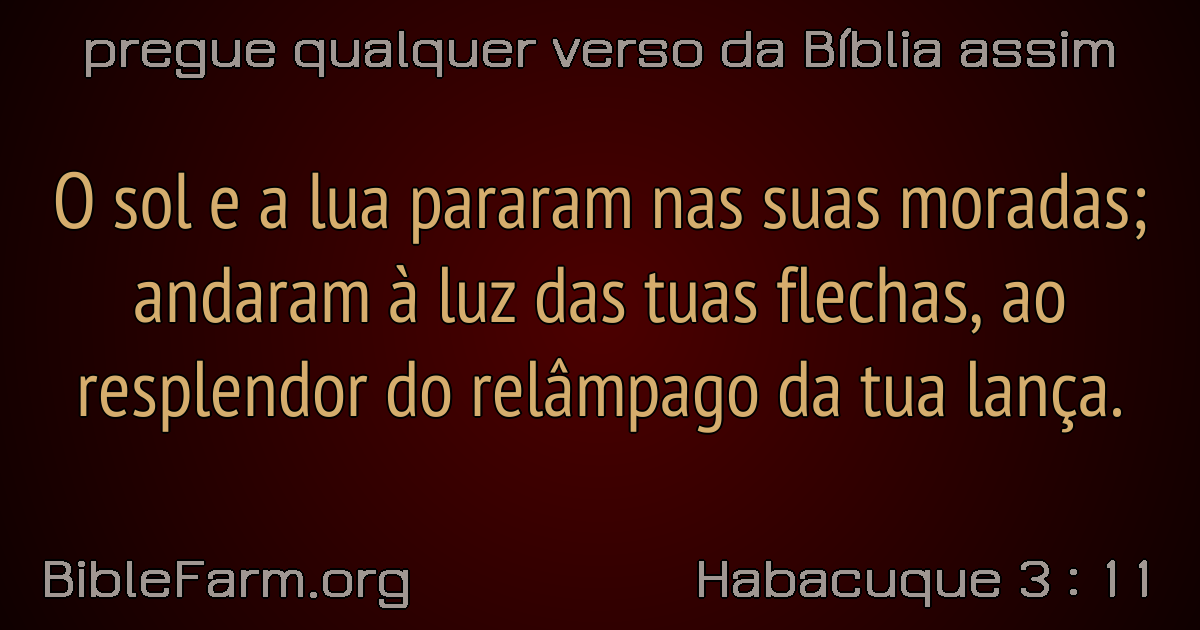 pregue qualquer verso da Bíblia assim
O sol e a lua pararam nas suas moradas;
andaram à luz das tuas flechas, ao
resplendor do relâmpago da tua lança.
BibleFarm.org
Habacuque 3 : 11